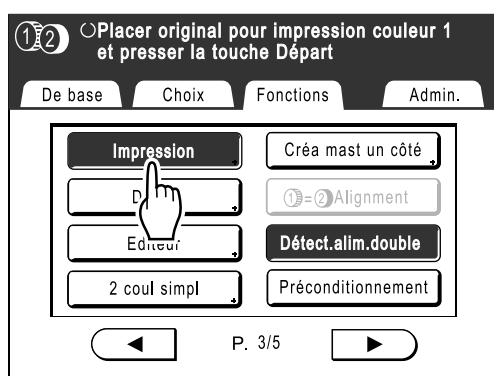 ①② Placer original pour impression couleur 1
et presser la touche Départ
De base Choix Fonctions Admin.
Impression Créa mast un côté
①=②Alignment
Editeur Détect.alim.double
2 coul simpl Préconditionnement
P. 3/5